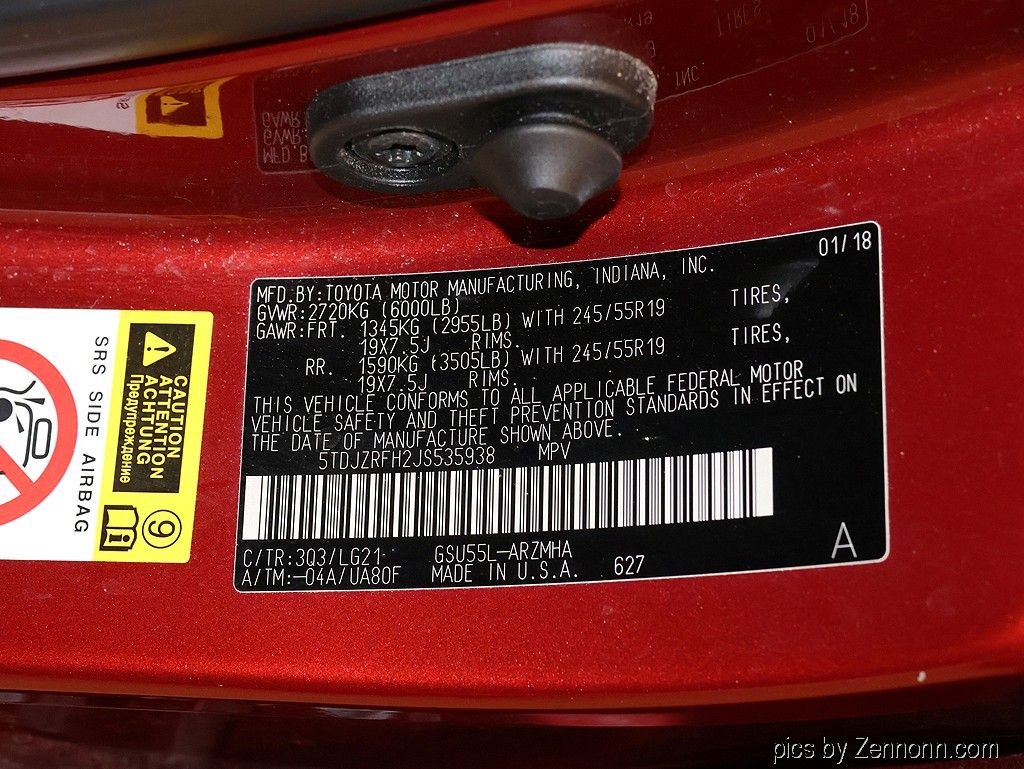 01/18
MFD.BY:TOYOTA MOTOR MANUFACTURING, INDIANA, INC.
GVWR:2720KG (6000LB)
GAWR:FRT. 1345KG (2955LB) WITH 245/55R19 TIRES,
19X7.5J RIMS.
RR. 1590KG (3505LB) WITH 245/55R19 TIRES,
19X7.5J RIMS.
THIS VEHICLE CONFORMS TO ALL APPLICABLE FEDERAL MOTOR
VEHICLE SAFETY AND THEFT PREVENTION STANDARDS IN EFFECT ON
THE DATE OF MANUFACTURE SHOWN ABOVE.
5TDJZRFH2JS535938 MPV
C/TR:3Q3/LG21 GSU55L-ARZMHA
A/TM:-04A/UA80F MADE IN U.S.A. 627
A
SRS SIDE AIRBAG
CAUTION
ATTENTION
ACHTUNG
Предупреждение
9
pics by Zennonn.com